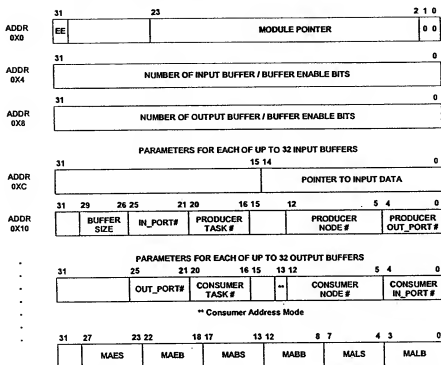 31 23 2 1 0
ADDR 0X0 EE MODULE POINTER 0 0
31 0
ADDR 0X4 NUMBER OF INPUT BUFFER / BUFFER ENABLE BITS
31 0
ADDR 0X8 NUMBER OF OUTPUT BUFFER / BUFFER ENABLE BITS
PARAMETERS FOR EACH OF UP TO 32 INPUT BUFFERS
31 15 14 0
ADDR 0XC POINTER TO INPUT DATA
31 29 26 25 21 20 16 15 12 5 4 0
ADDR 0X10 BUFFER SIZE IN_PORT# PRODUCER TASK # PRODUCER NODE # PRODUCER OUT_PORT#
PARAMETERS FOR EACH OF UP TO 32 OUTPUT BUFFERS
31 25 21 20 16 15 13 12 5 4 0
OUT_PORT# CONSUMER TASK # ** CONSUMER NODE # CONSUMER IN_PORT #
** Consumer Address Mode
31 27 23 22 18 17 13 12 8 7 4 3 0
MAES MAEB MABS MABB MALS MALB